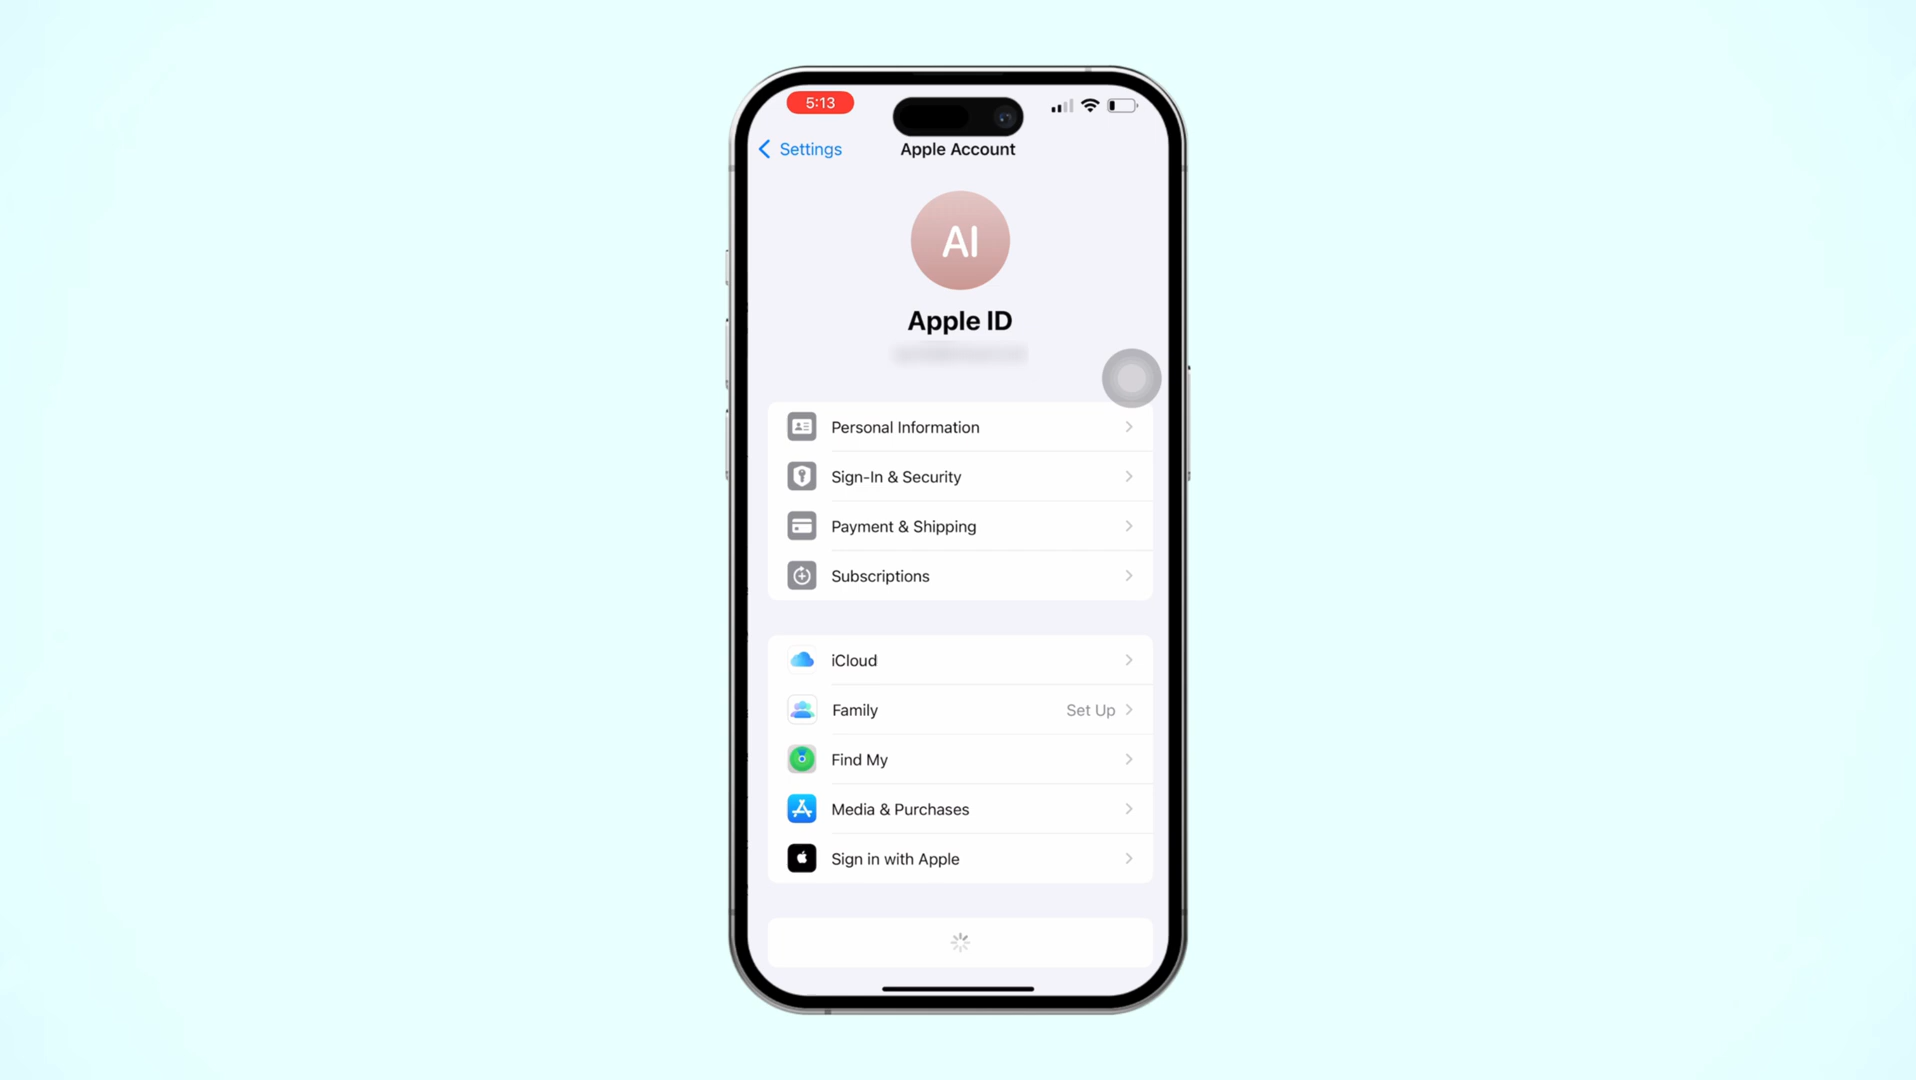 5:13
Settings
Apple Account
AI
Apple ID
Personal Information
Sign-In & Security
Payment & Shipping
Subscriptions
iCloud
Family Set Up
Find My
Media & Purchases
Sign in with Apple